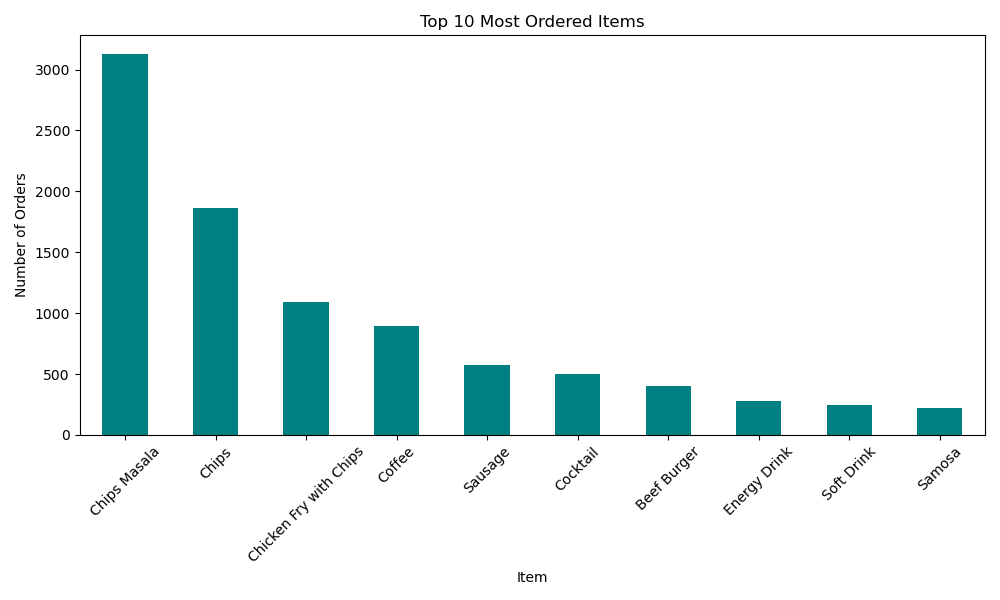 Top 10 Most Ordered Items
Number of Orders
3000
2500
2000
1500
1000
500
0
Chips Masala
Chips
Chicken Fry with Chips
Coffee
Sausage
Cocktail
Beef Burger
Energy Drink
Soft Drink
Samosa
Item